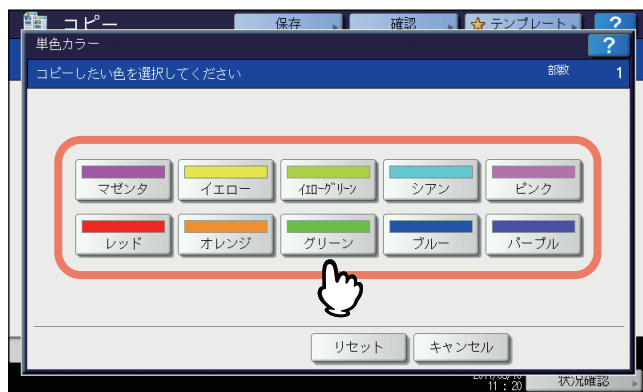 コピー 保存 確認 テンプレート ?
単色カラー ?
コピーしたい色を選択してください 部数 1
マゼンタ イエロー イエローグリーン シアン ピンク
レッド オレンジ グリーン ブルー パープル
リセット キャンセル
11 : 20 状況確認